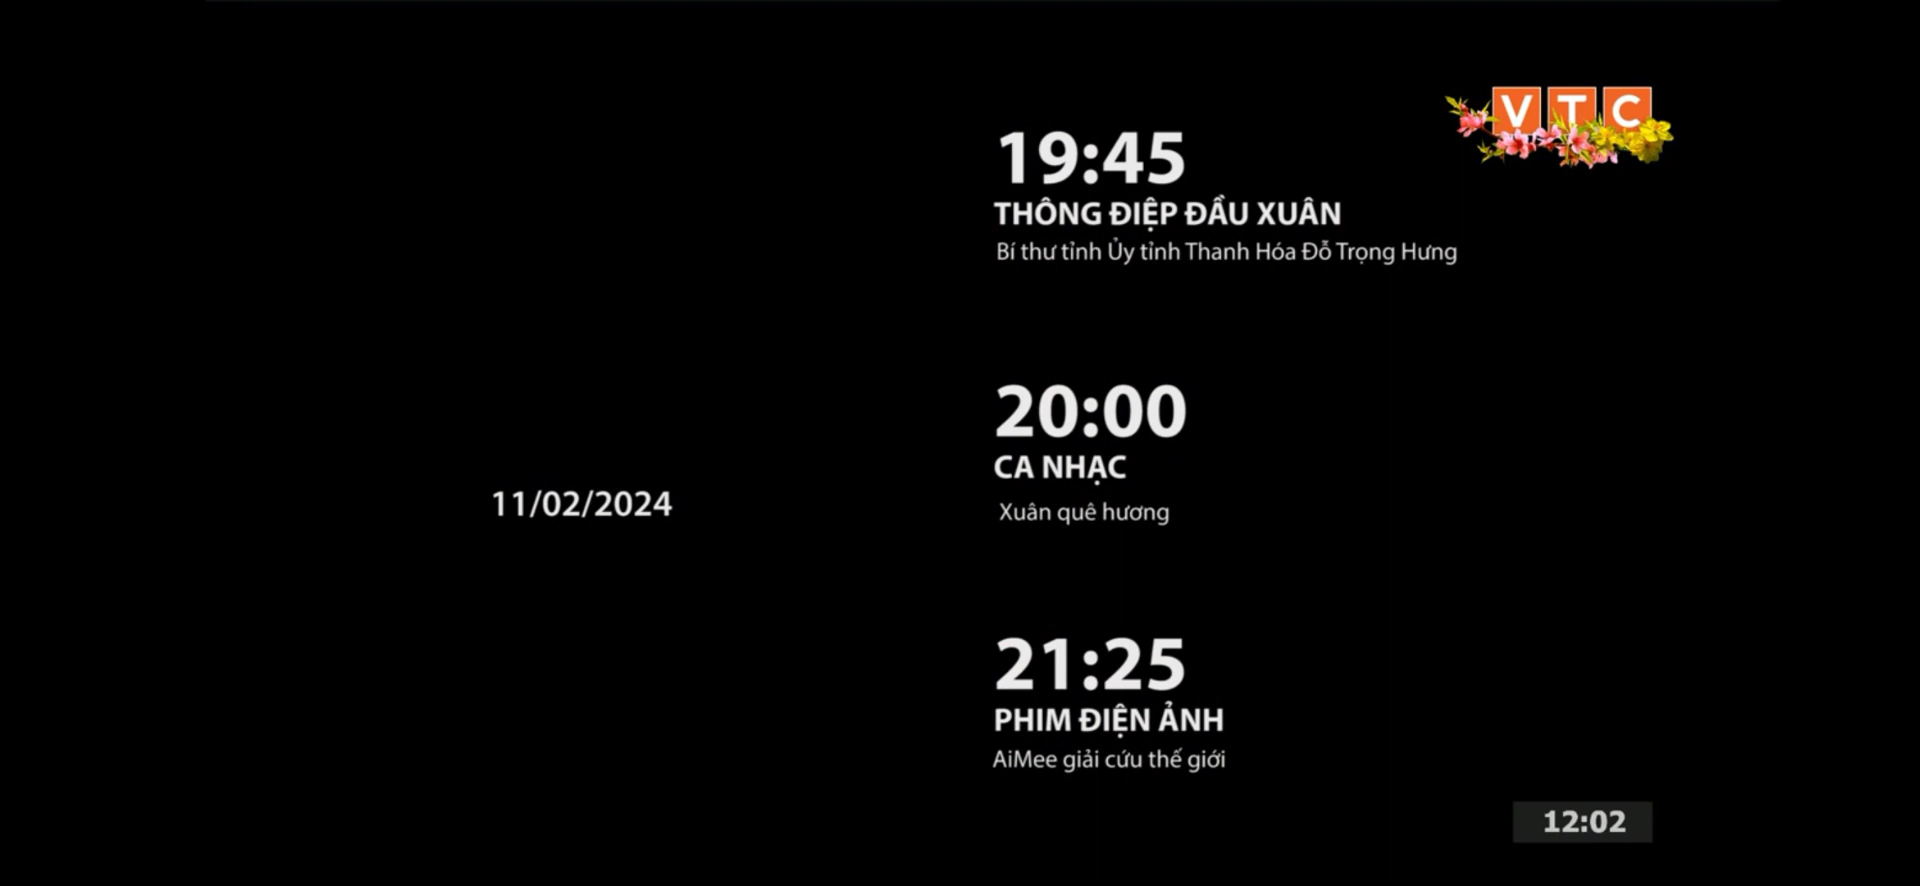 VTC
19:45
THÔNG ĐIỆP ĐẦU XUÂN
Bí thư tỉnh Ủy tỉnh Thanh Hóa Đỗ Trọng Hưng
20:00
CA NHẠC
Xuân quê hương
11/02/2024
21:25
PHIM ĐIỆN ẢNH
AiMee giải cứu thế giới
12:02